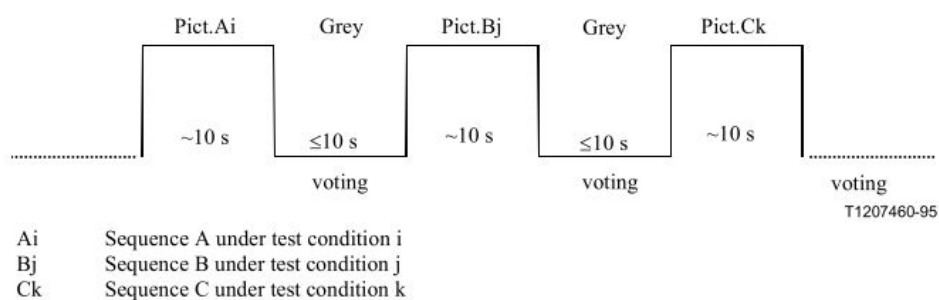 Pict.Ai Grey Pict.Bj Grey Pict.Ck
~10 s ≤10 s ~10 s ≤10 s ~10 s
voting voting voting
T1207460-95
Ai Sequence A under test condition i
Bj Sequence B under test condition j
Ck Sequence C under test condition k